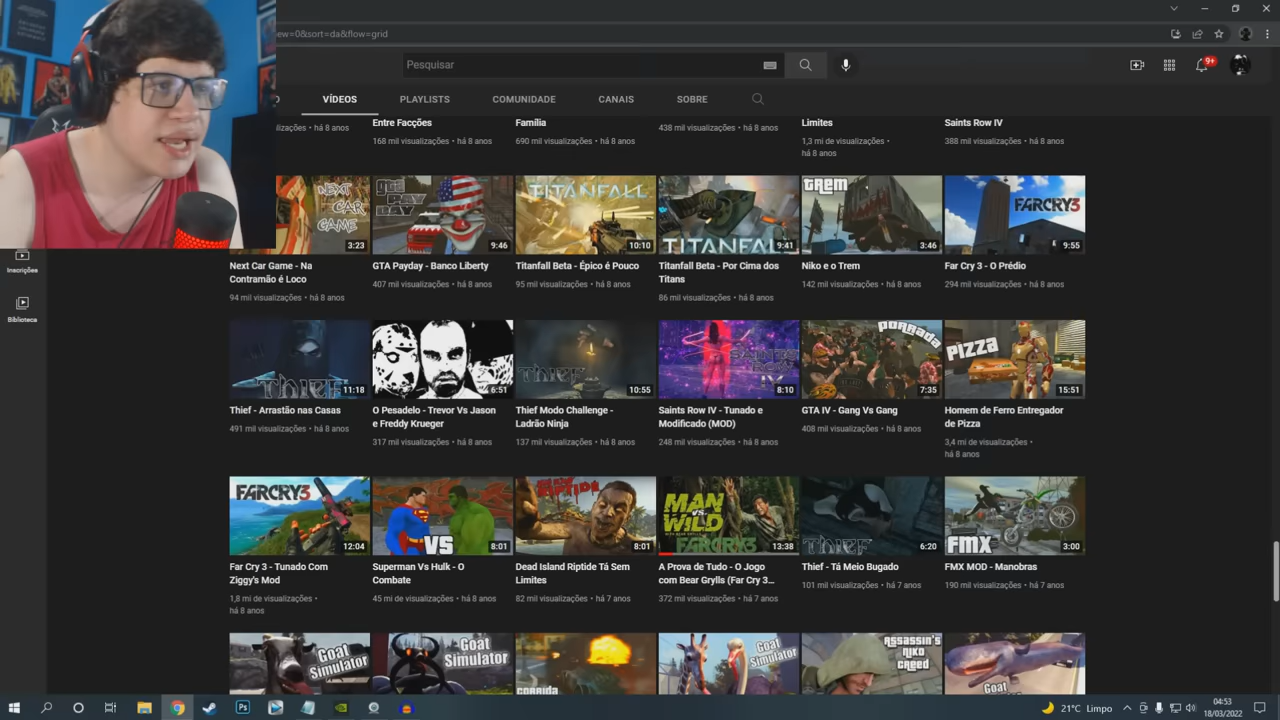 ew=0&sort=da&flow=grid
Pesquisar
9+
O
VÍDEOS
PLAYLISTS
COMUNIDADE
CANAIS
SOBRE
Entre Facções
Família
Limites
Saints Row IV
ualizações • há 8 anos
168 mil visualizações • há 8 anos
690 mil visualizações • há 8 anos
438 mil visualizações • há 8 anos
1,3 mi de visualizações •
há 8 anos
388 mil visualizações • há 8 anos
NEXT CAR GAME
3:23
gta PAY DAY
9:46
TITANFALL
10:10
TITANFALL
9:41
TREM
3:46
FARCRY3
9:55
Inscrições
Biblioteca
Next Car Game - Na
Contramão é Loco
94 mil visualizações • há 8 anos
GTA Payday - Banco Liberty
407 mil visualizações • há 8 anos
Titanfall Beta - Épico é Pouco
95 mil visualizações • há 8 anos
Titanfall Beta - Por Cima dos
Titans
86 mil visualizações • há 8 anos
Niko e o Trem
142 mil visualizações • há 8 anos
Far Cry 3 - O Prédio
294 mil visualizações • há 8 anos
THIEF
11:18
6:51
THIEF
10:55
SAINTS ROW IV
8:10
PORRADA
7:35
PIZZA
15:51
Thief - Arrastão nas Casas
491 mil visualizações • há 8 anos
O Pesadelo - Trevor Vs Jason
e Freddy Krueger
317 mil visualizações • há 8 anos
Thief Modo Challenge -
Ladrão Ninja
137 mil visualizações • há 8 anos
Saints Row IV - Tunado e
Modificado (MOD)
248 mil visualizações • há 8 anos
GTA IV - Gang Vs Gang
408 mil visualizações • há 8 anos
Homem de Ferro Entregador
de Pizza
3,4 mi de visualizações •
há 8 anos
FARCRY3
12:04
VS
8:01
DEAD ISLAND RIPTIDE
8:01
MAN VS. WILD
FARCRY3
13:38
THIEF
6:20
FMX
3:00
Far Cry 3 - Tunado Com
Ziggy's Mod
1,8 mi de visualizações •
há 8 anos
Superman Vs Hulk - O
Combate
45 mi de visualizações • há 8 anos
Dead Island Riptide Tá Sem
Limites
82 mil visualizações • há 7 anos
A Prova de Tudo - O Jogo
com Bear Grylls (Far Cry 3...
372 mil visualizações • há 7 anos
Thief - Tá Meio Bugado
101 mil visualizações • há 7 anos
FMX MOD - Manobras
190 mil visualizações • há 7 anos
Goat Simulator
Goat Simulator
CORRIDA
Goat Simulator
ASSASSIN'S NIKO CREED
Goat
Ps
21°C Limpo
04:53
18/03/2022